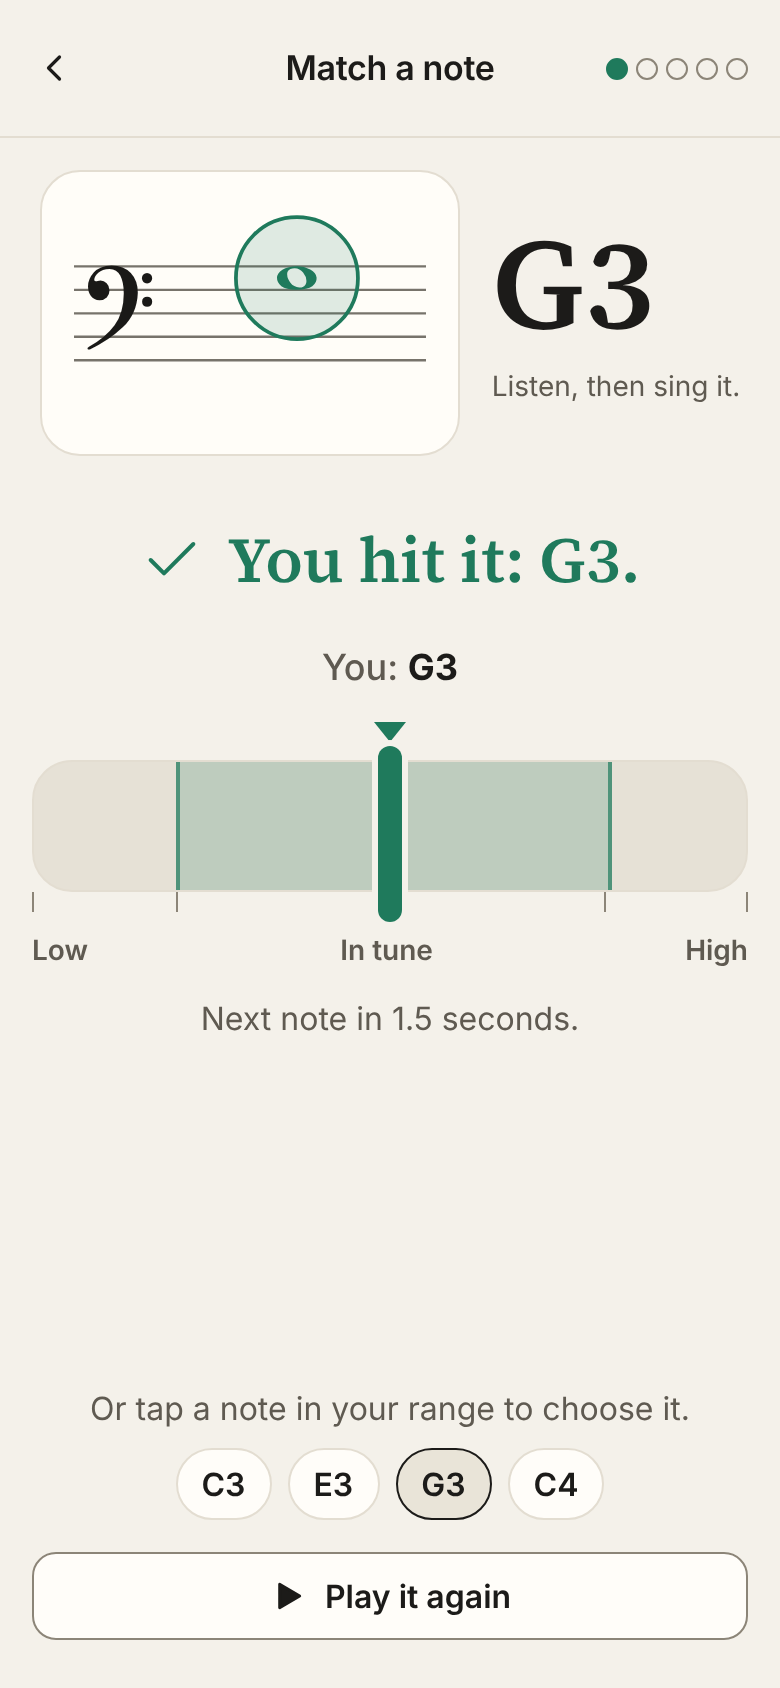 Match a note
G3
Listen, then sing it.
You hit it: G3.
You: G3
Low In tune High
Next note in 1.5 seconds.
Or tap a note in your range to choose it.
C3 E3 G3 C4
Play it again